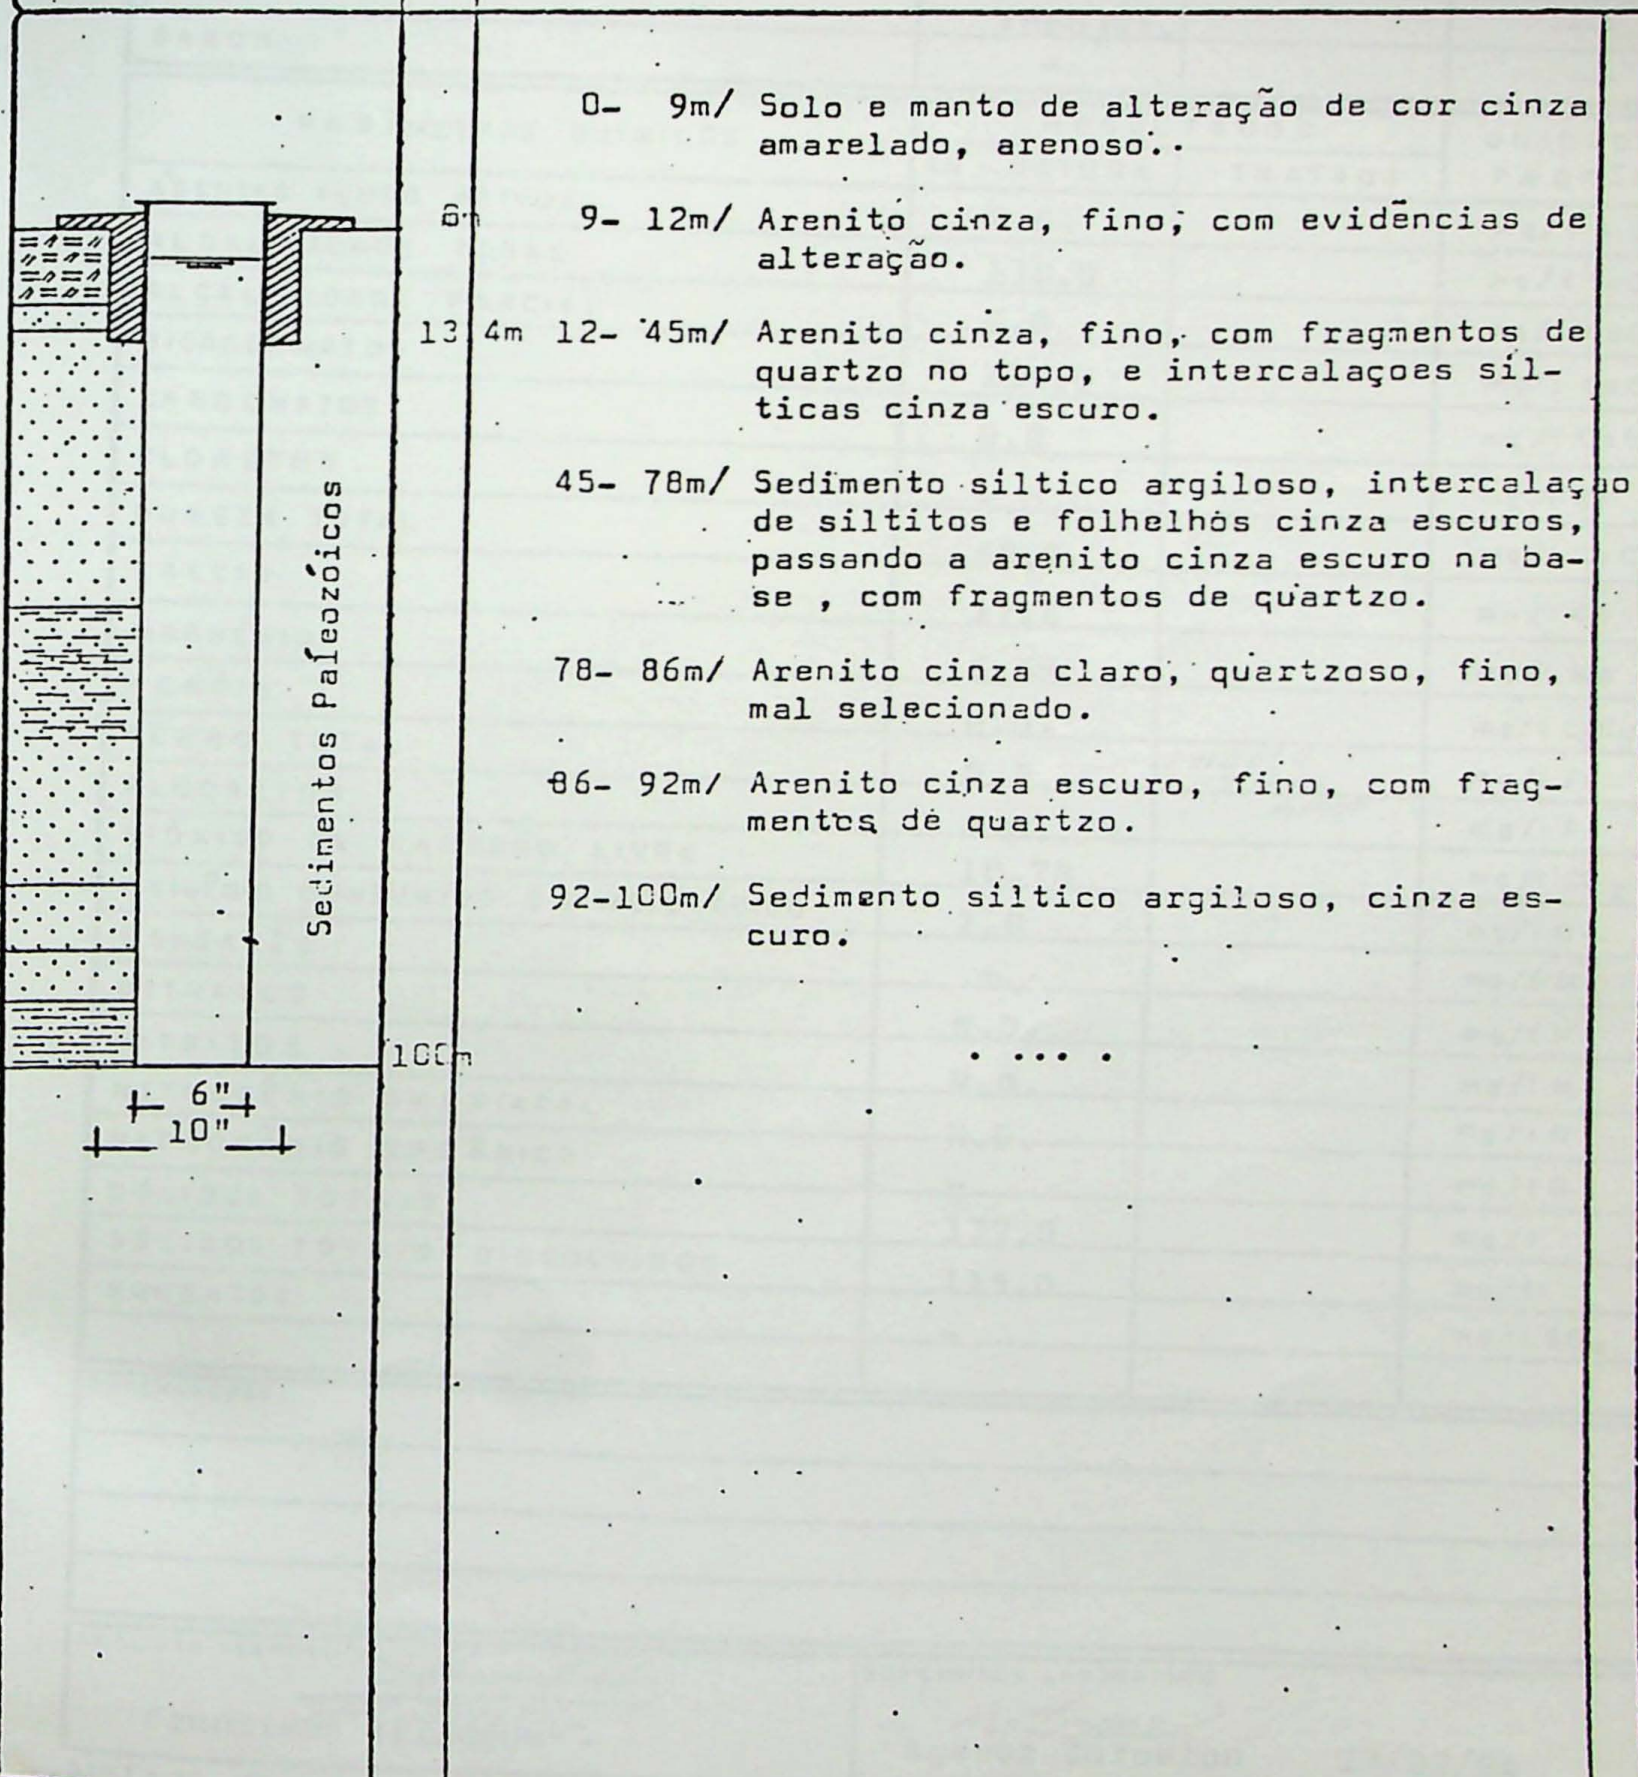 0- 9m/ Solo e manto de alteração de cor cinza
amarelado, arenoso.
9- 12m/ Arenito cinza, fino, com evidências de
alteração.
13 4m 12- 45m/ Arenito cinza, fino, com fragmentos de
quartzo no topo, e intercalaçoes síl-
ticas cinza escuro.
45- 78m/ Sedimento síltico argiloso, intercalação
de siltitos e folhelhos cinza escuros,
passando a arenito cinza escuro na ba-
se , com fragmentos de quartzo.
78- 86m/ Arenito cinza claro, quartzoso, fino,
mal selecionado.
86- 92m/ Arenito cinza escuro, fino, com frag-
mentos de quartzo.
92-100m/ Sedimento síltico argiloso, cinza es-
curo.
Sedimentos Paleozóicos
100m
6"
10"